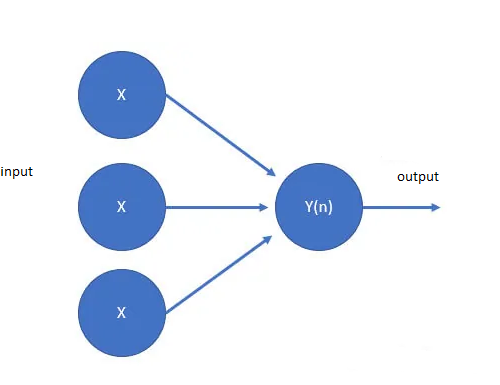 X
input
X
Y(n)
output
X